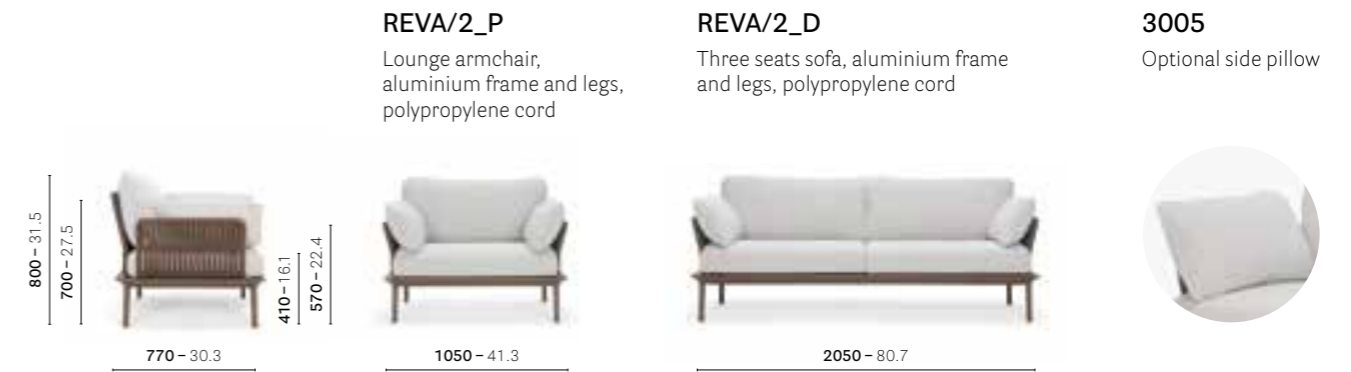 REVA/2_P
Lounge armchair,
aluminium frame and legs,
polypropylene cord
REVA/2_D
Three seats sofa, aluminium frame
and legs, polypropylene cord
3005
Optional side pillow
800 – 31.5
700 – 27.5
410 – 16.1
570 – 22.4
770 – 30.3
1050 – 41.3
2050 – 80.7